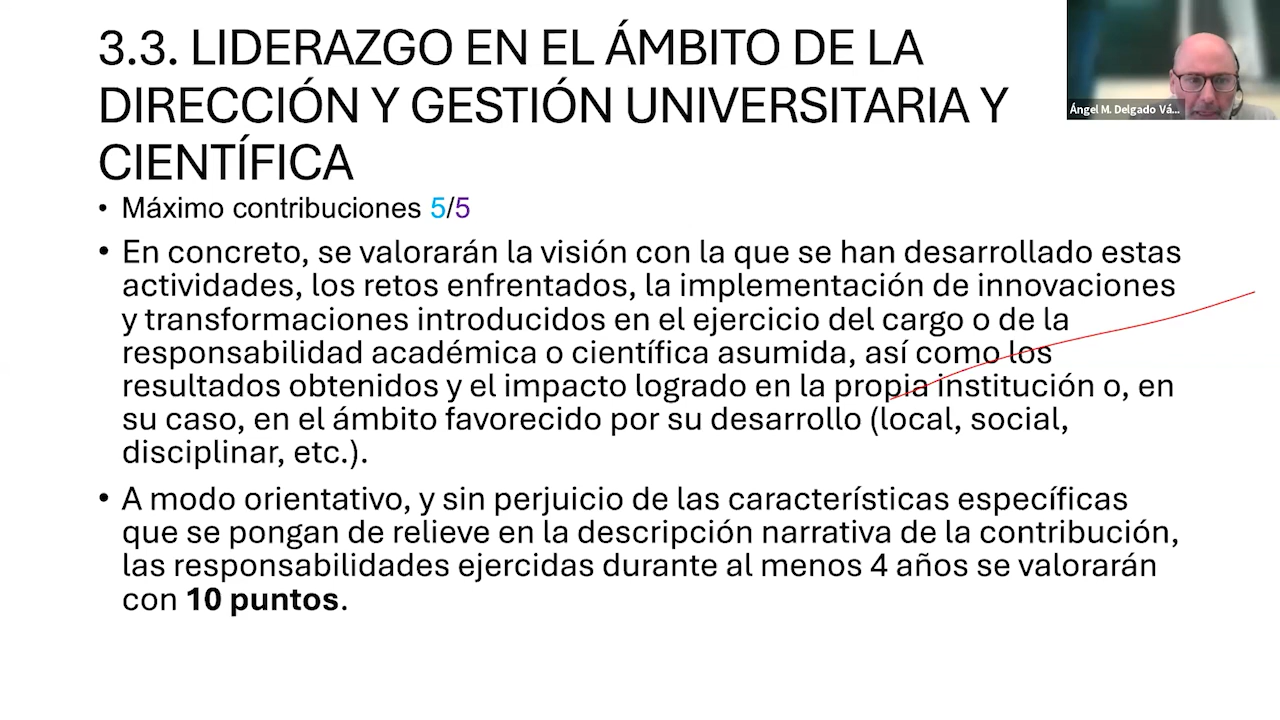 3.3. LIDERAZGO EN EL ÁMBITO DE LA
DIRECCIÓN Y GESTIÓN UNIVERSITARIA Y
CIENTÍFICA
Ángel M. Delgado Vá...
• Máximo contribuciones 5/5
• En concreto, se valorarán la visión con la que se han desarrollado estas
actividades, los retos enfrentados, la implementación de innovaciones
y transformaciones introducidos en el ejercicio del cargo o de la
responsabilidad académica o científica asumida, así como los
resultados obtenidos y el impacto logrado en la propia institución o, en
su caso, en el ámbito favorecido por su desarrollo (local, social,
disciplinar, etc.).
• A modo orientativo, y sin perjuicio de las características específicas
que se pongan de relieve en la descripción narrativa de la contribución,
las responsabilidades ejercidas durante al menos 4 años se valorarán
con 10 puntos.